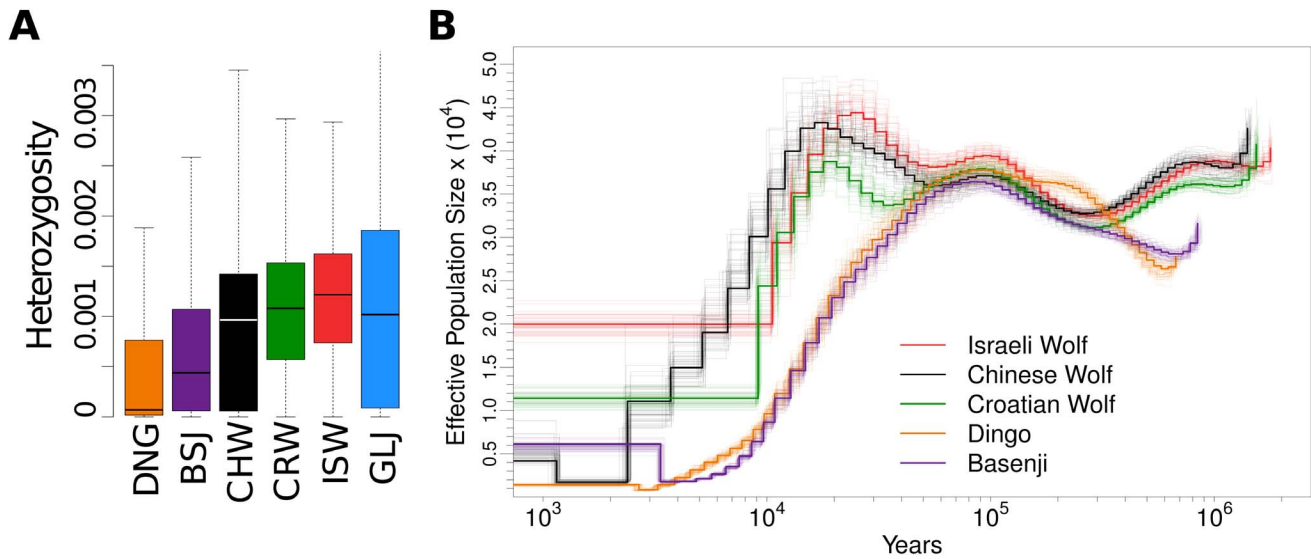 A
B
Heterozygosity
0.003
0.002
0.001
0
DNG
BSJ
CHW
CRW
ISW
GLJ
Effective Population Size x (10⁴)
5.0
4.5
4.0
3.5
3.0
2.5
2.0
1.5
1.0
0.5
Israeli Wolf
Chinese Wolf
Croatian Wolf
Dingo
Basenji
10³
10⁴
10⁵
10⁶
Years